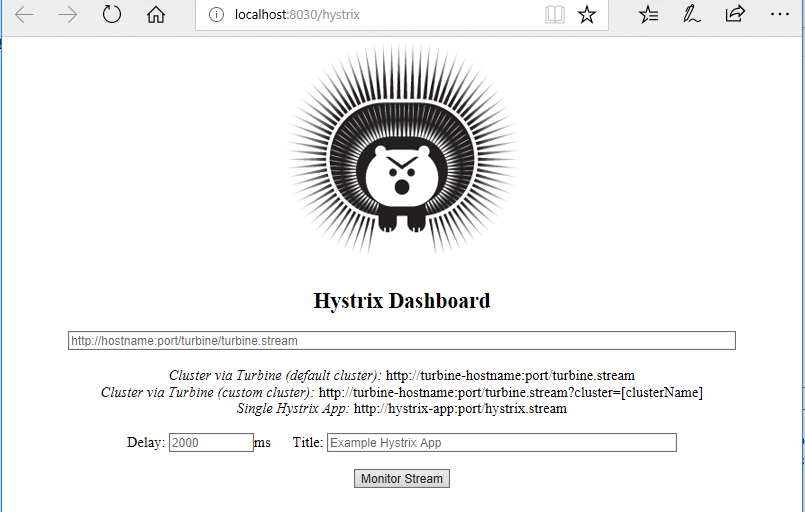 localhost:8030/hystrix
Hystrix Dashboard
http://hostname:port/turbine/turbine.stream
Cluster via Turbine (default cluster): http://turbine-hostname:port/turbine.stream
Cluster via Turbine (custom cluster): http://turbine-hostname:port/turbine.stream?cluster=[clusterName]
Single Hystrix App: http://hystrix-app:port/hystrix.stream
Delay: 2000 ms Title: Example Hystrix App
Monitor Stream